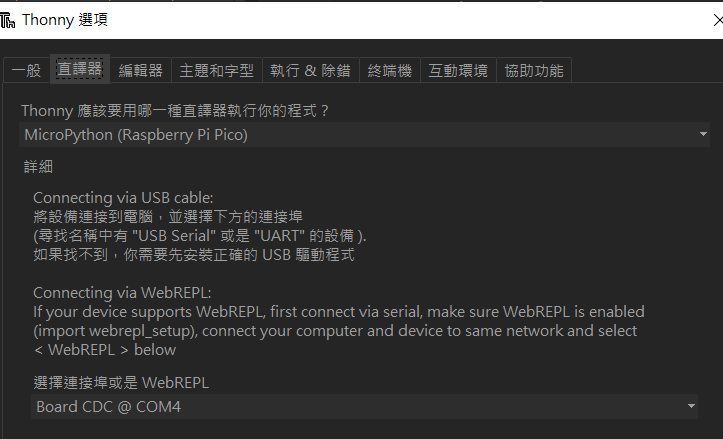 Thonny 選項
一般 直譯器 編輯器 主題和字型 執行 & 除錯 終端機 互動環境 協助功能
Thonny 應該要用哪一種直譯器執行你的程式？
MicroPython (Raspberry Pi Pico)
詳細
Connecting via USB cable:
將設備連接到電腦，並選擇下方的連接埠
(尋找名稱中有 "USB Serial" 或是 "UART" 的設備 ).
如果找不到，你需要先安裝正確的 USB 驅動程式
Connecting via WebREPL:
If your device supports WebREPL, first connect via serial, make sure WebREPL is enabled
(import webrepl_setup), connect your computer and device to same network and select
< WebREPL > below
選擇連接埠或是 WebREPL
Board CDC @ COM4